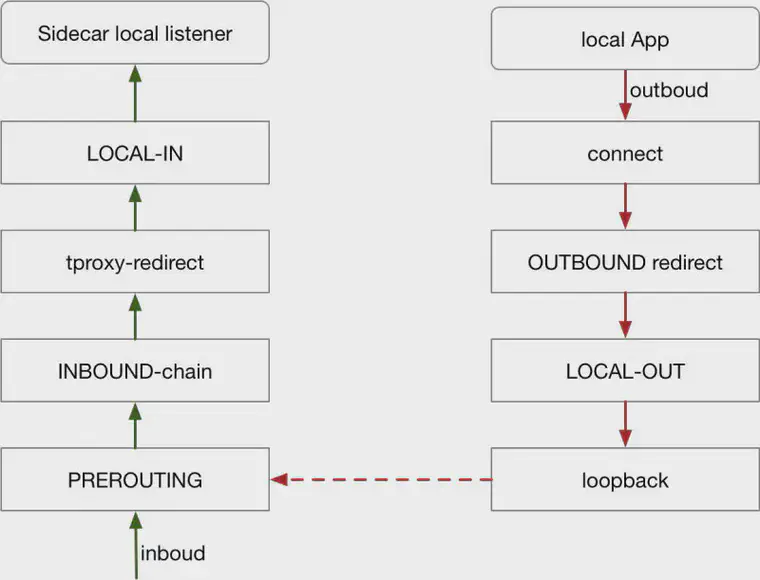 Sidecar local listener
LOCAL-IN
tproxy-redirect
INBOUND-chain
PREROUTING
inboud
local App
outboud
connect
OUTBOUND redirect
LOCAL-OUT
loopback